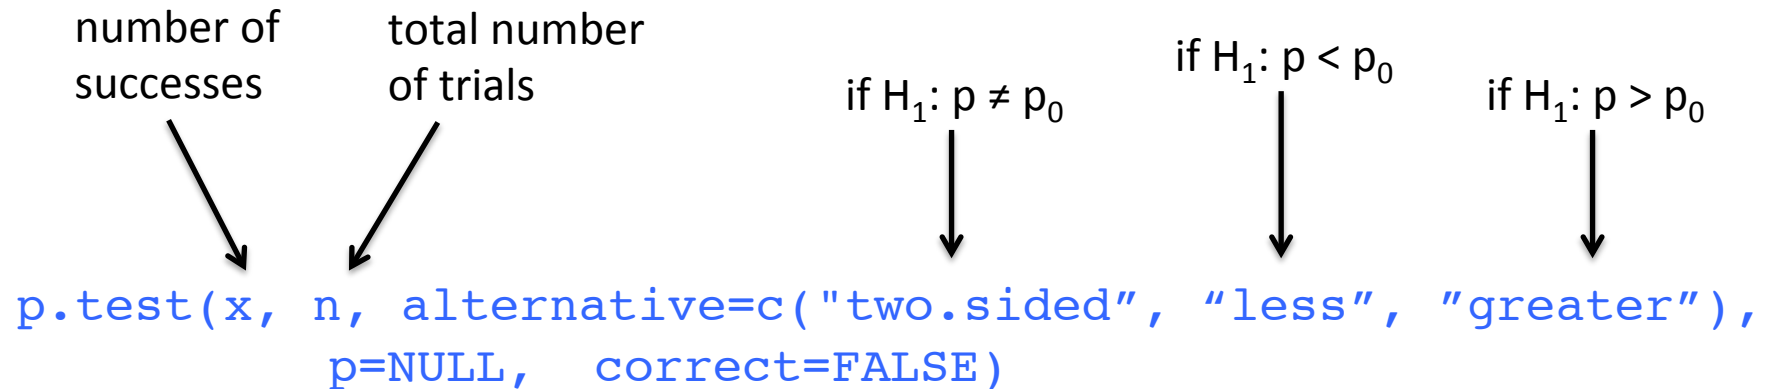 number of
successes
total number
of trials
if H₁: p ≠ p₀
if H₁: p < p₀
if H₁: p > p₀
p.test(x, n, alternative=c("two.sided”, “less”, ”greater”),
p=NULL, correct=FALSE)